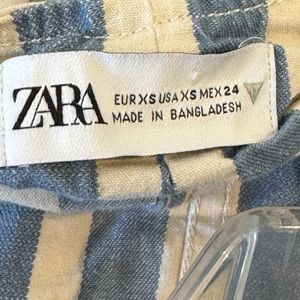 ZARA
EUR XS USA XS MEX 24
MADE IN BANGLADESH